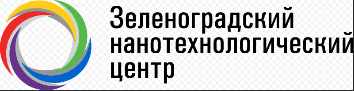 Зеленоградский
нанотехнологический
центр